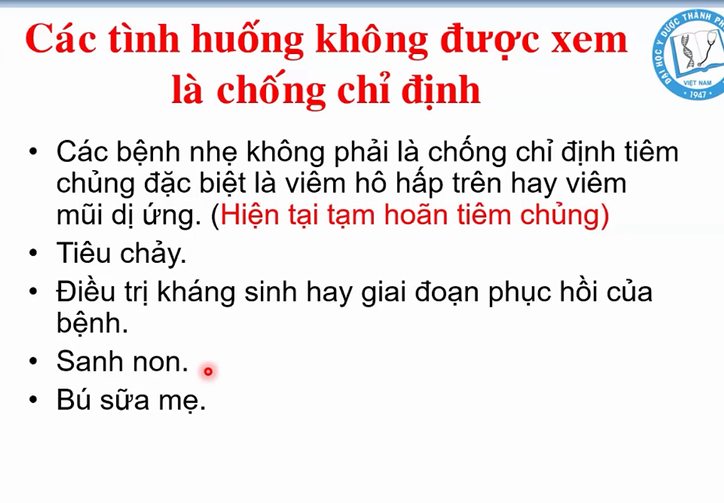 Các tình huống không được xem
là chống chỉ định
• Các bệnh nhẹ không phải là chống chỉ định tiêm
chủng đặc biệt là viêm hô hấp trên hay viêm
mũi dị ứng. (Hiện tại tạm hoãn tiêm chủng)
• Tiêu chảy.
• Điều trị kháng sinh hay giai đoạn phục hồi của
bệnh.
• Sanh non.
• Bú sữa mẹ.
ĐẠI HỌC Y DƯỢC THÀNH PH
VIỆT NAM
1947